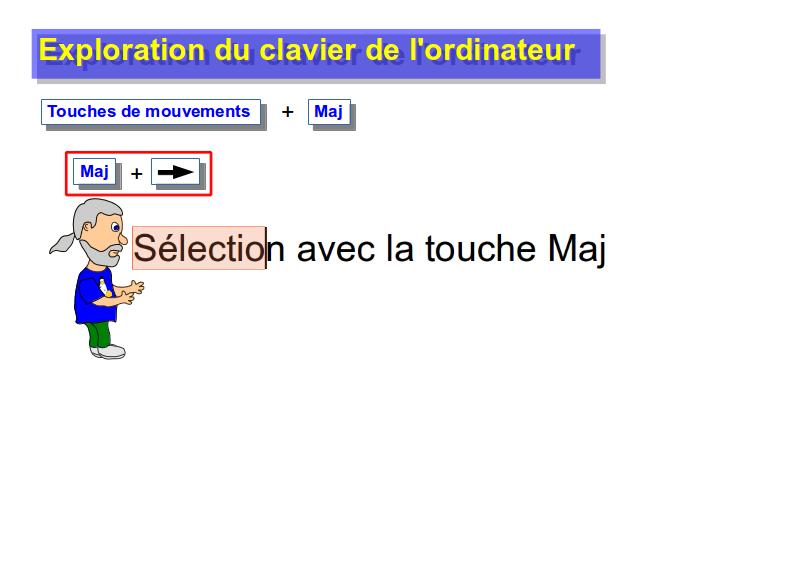 Exploration du clavier de l'ordinateur
Touches de mouvements + Maj
Maj +
Sélection avec la touche Maj